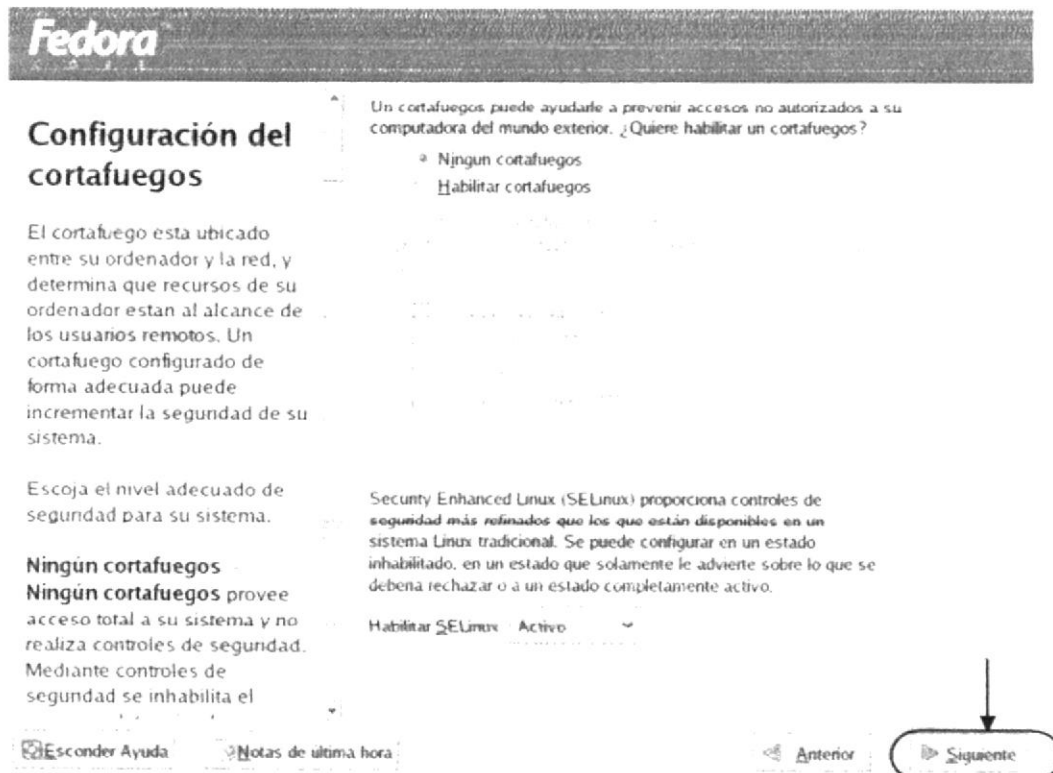 Fedora
CORE
Configuración del
cortafuegos
El cortafuego esta ubicado
entre su ordenador y la red, y
determina que recursos de su
ordenador estan al alcance de
los usuarios remotos. Un
cortafuego configurado de
forma adecuada puede
incrementar la seguridad de su
sistema.
Escoja el nivel adecuado de
seguridad para su sistema.
Ningún cortafuegos
Ningún cortafuegos provee
acceso total a su sistema y no
realiza controles de seguridad.
Mediante controles de
seguridad se inhabilita el
Un cortafuegos puede ayudarle a prevenir accesos no autorizados a su
computadora del mundo exterior. ¿Quiere habilitar un cortafuegos?
Ningun cortafuegos
Habilitar cortafuegos
Security Enhanced Linux (SELinux) proporciona controles de
seguridad más refinados que los que están disponibles en un
sistema Linux tradicional. Se puede configurar en un estado
inhabilitado, en un estado que solamente le advierte sobre lo que se
deberia rechazar o a un estado completamente activo.
Habilitar SELinux Activo
Esconder Ayuda Notas de ultima hora Anterior Siguiente